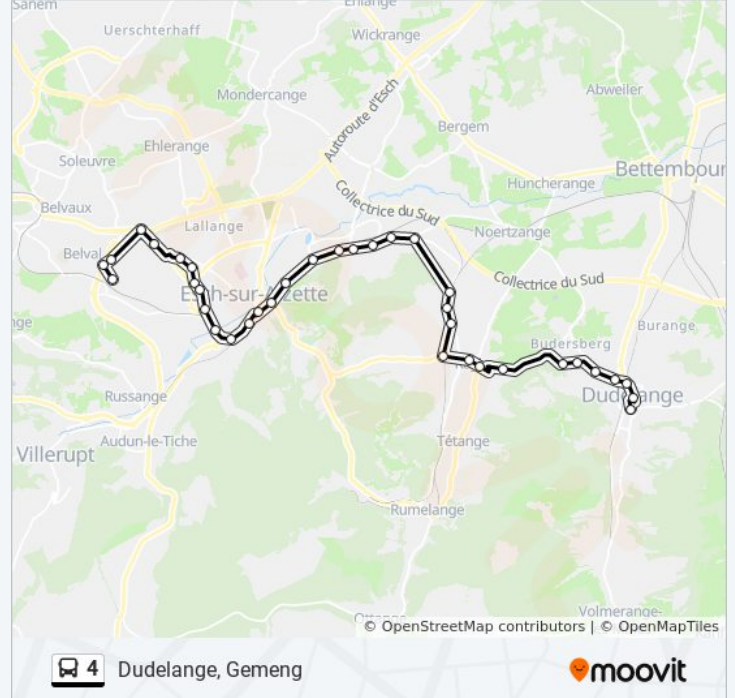 Sanem
Ehlange
Uerschterhaff
Wickrange
Mondercange
Abweiler
Autoroute d'Esch
Bergem
Ehlerange
Soleuvre
Bettembour
Huncherange
Collectrice du Sud
Belvaux
Lallange
Noertzange
Belval
Collectrice du Sud
Esch-sur-Alzette
nge
Burange
Budersberg
Russange
Dudelange
Audun-le-Tiche
Tétange
Villerupt
Rumelange
Volmerange-
© OpenStreetMap contributors | © OpenMapTiles
4 Dudelange, Gemeng
moovit